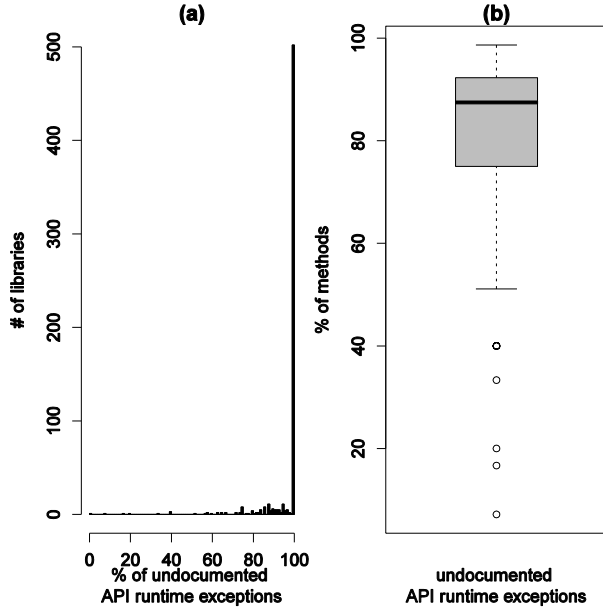 (a)
500
400
300
200
100
0
# of libraries
0 20 40 60 80 100
% of undocumented
API runtime exceptions
(b)
100
80
60
40
20
% of methods
undocumented
API runtime exceptions